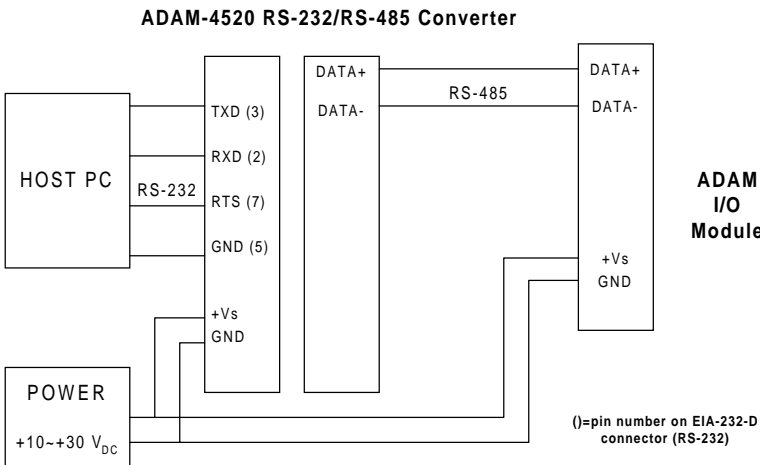 ADAM-4520 RS-232/RS-485 Converter
HOST PC
RS-232
TXD (3)
RXD (2)
RTS (7)
GND (5)
+Vs
GND
DATA+
DATA-
RS-485
DATA+
DATA-
+Vs
GND
ADAM
I/O
Module
POWER
+10~+30 VDC
()=pin number on EIA-232-D
connector (RS-232)